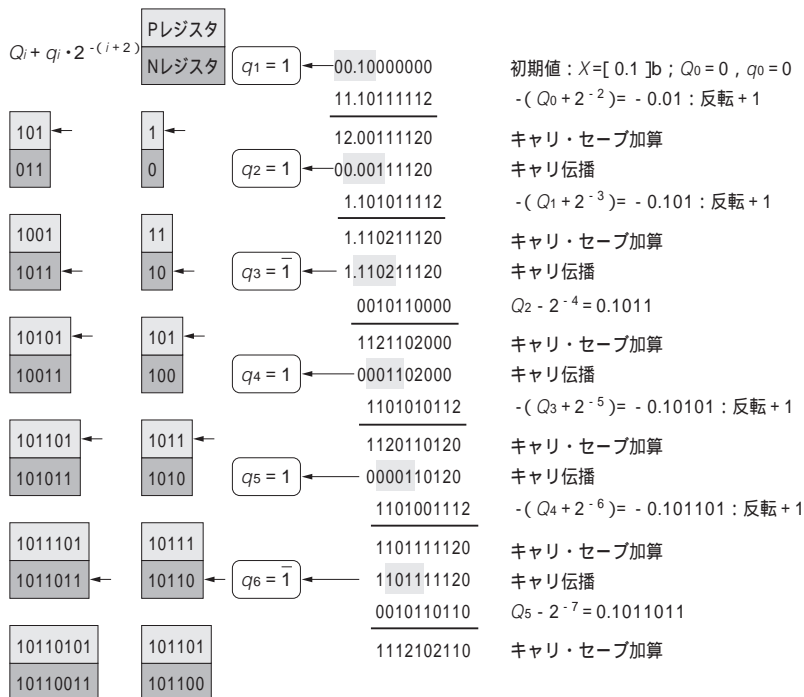 Pレジスタ
Qi + qi・2 -(i+2)
Nレジスタ
q1 = 1
00.10000000
初期値：X=[ 0.1 ]b；Q0 = 0，q0 = 0
11.10111112
-( Q0 + 2 -2 )= - 0.01：反転 + 1
101
1
12.00111120
キャリ・セーブ加算
011
0
q2 = 1
00.00111120
キャリ伝播
1.101011112
-( Q1 + 2 -3 )= - 0.101：反転 + 1
1001
11
1.110211120
キャリ・セーブ加算
1011
10
q3 = 1̅
1.110211120
キャリ伝播
0010110000
Q2 - 2 -4 = 0.1011
10101
101
1121102000
キャリ・セーブ加算
10011
100
q4 = 1
0001102000
キャリ伝播
1101010112
-( Q3 + 2 -5 )= - 0.10101：反転 + 1
101101
1011
1120110120
キャリ・セーブ加算
101011
1010
q5 = 1
0000110120
キャリ伝播
1101001112
-( Q4 + 2 -6 )= - 0.101101：反転 + 1
1011101
10111
1101111120
キャリ・セーブ加算
1011011
10110
q6 = 1̅
1101111120
キャリ伝播
0010110110
Q5 - 2 -7 = 0.1011011
10110101
101101
1112102110
キャリ・セーブ加算
10110011
101100